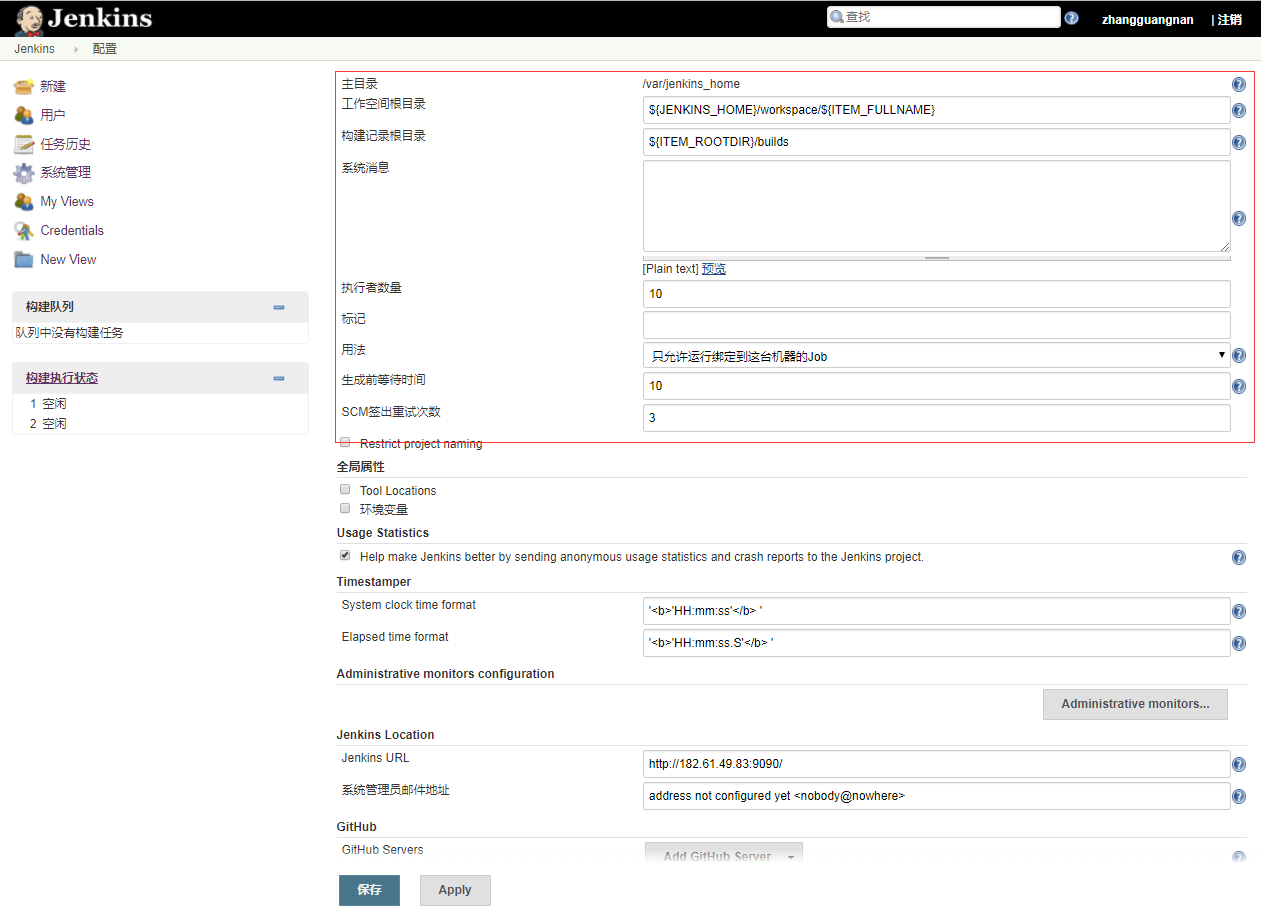 Jenkins
查找
zhangguangnan
| 注销
Jenkins
配置
新建
用户
任务历史
系统管理
My Views
Credentials
New View
构建队列
队列中没有构建任务
构建执行状态
1 空闲
2 空闲
主目录
/var/jenkins_home
工作空间根目录
${JENKINS_HOME}/workspace/${ITEM_FULLNAME}
构建记录根目录
${ITEM_ROOTDIR}/builds
系统消息
[Plain text] 预览
执行者数量
10
标记
用法
只允许运行绑定到这台机器的Job
生成前等待时间
10
SCM签出重试次数
3
Restrict project naming
全局属性
Tool Locations
环境变量
Usage Statistics
Help make Jenkins better by sending anonymous usage statistics and crash reports to the Jenkins project.
Timestamper
System clock time format
'<b>'HH:mm:ss'</b> '
Elapsed time format
'<b>'HH:mm:ss.S'</b> '
Administrative monitors configuration
Administrative monitors...
Jenkins Location
Jenkins URL
http://182.61.49.83:9090/
系统管理员邮件地址
address not configured yet <nobody@nowhere>
GitHub
GitHub Servers
Add GitHub Server
保存
Apply